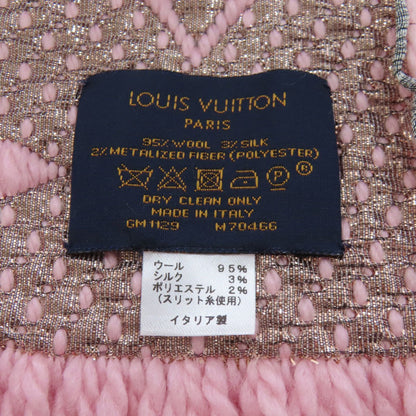 LOUIS VUITTON
PARIS
95% WOOL 3% SILK
2% METALIZED FIBER (POLYESTER)
DRY CLEAN ONLY
MADE IN ITALY
GM1129 M70466
ウール 95%
シルク 3%
ポリエステル 2%
(スリット糸使用)
イタリア製